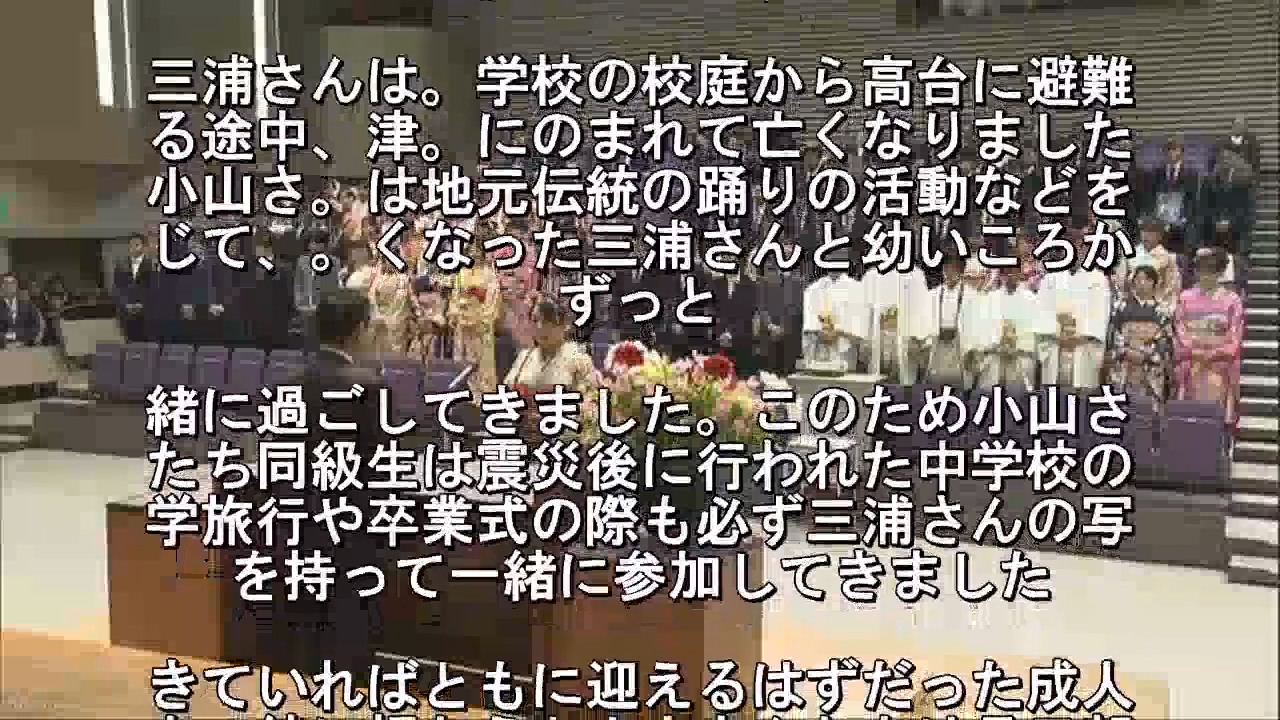 三浦さんは。学校の校庭から高台に避難
る途中、津。にのまれて亡くなりました
小山さ。は地元伝統の踊りの活動などを
じて、。くなった三浦さんと幼いころか
ずっと
緒に過ごしてきました。このため小山さ
たち同級生は震災後に行われた中学校の
学旅行や卒業式の際も必ず三浦さんの写
を持って一緒に参加してきました
きていればともに迎えるはずだった成人